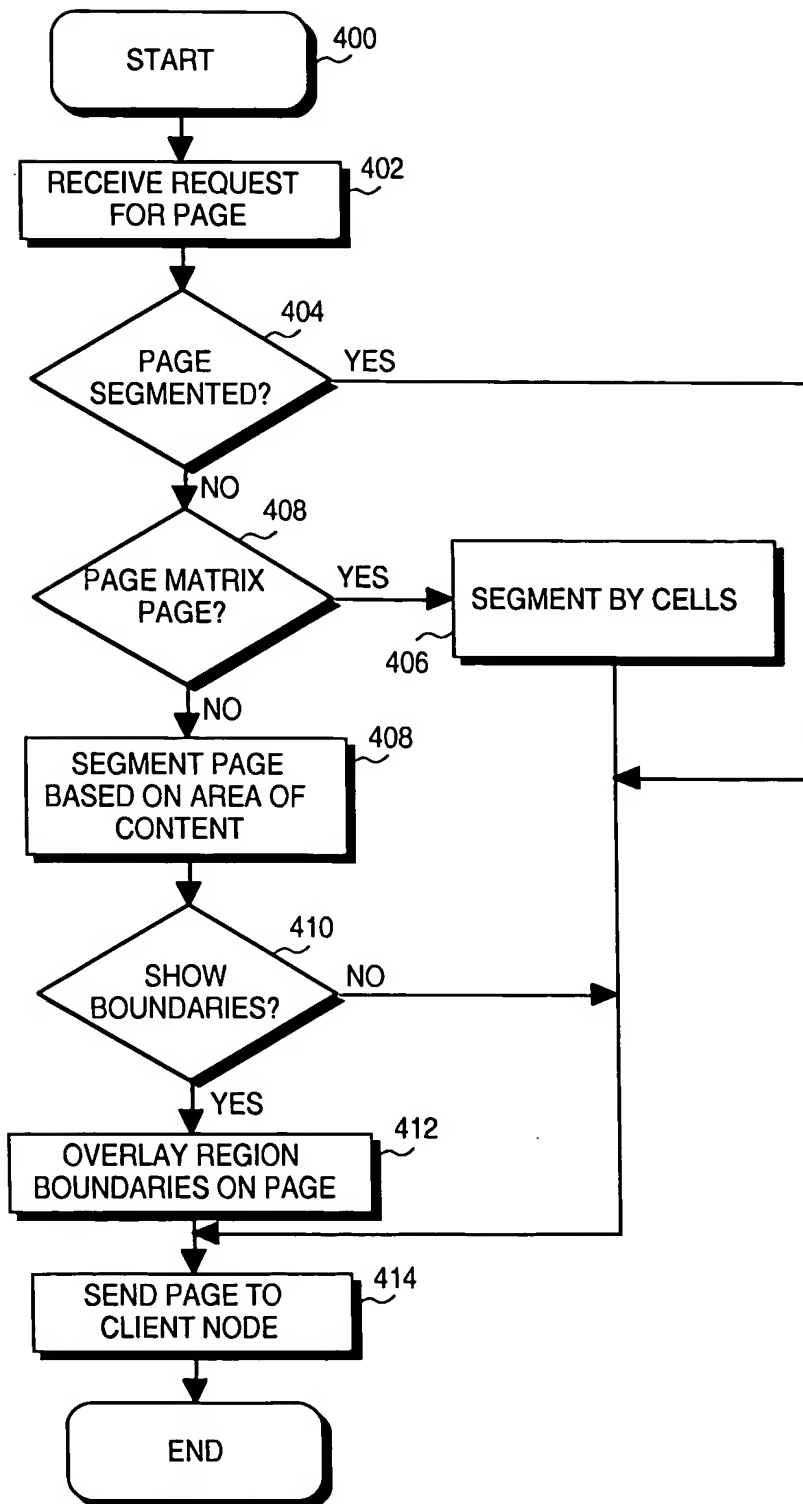 START
400
RECEIVE REQUEST
FOR PAGE
402
404
PAGE
SEGMENTED?
YES
NO
408
PAGE MATRIX
PAGE?
YES
SEGMENT BY CELLS
406
NO
408
SEGMENT PAGE
BASED ON AREA OF
CONTENT
410
SHOW
BOUNDARIES?
NO
YES
412
OVERLAY REGION
BOUNDARIES ON PAGE
414
SEND PAGE TO
CLIENT NODE
END